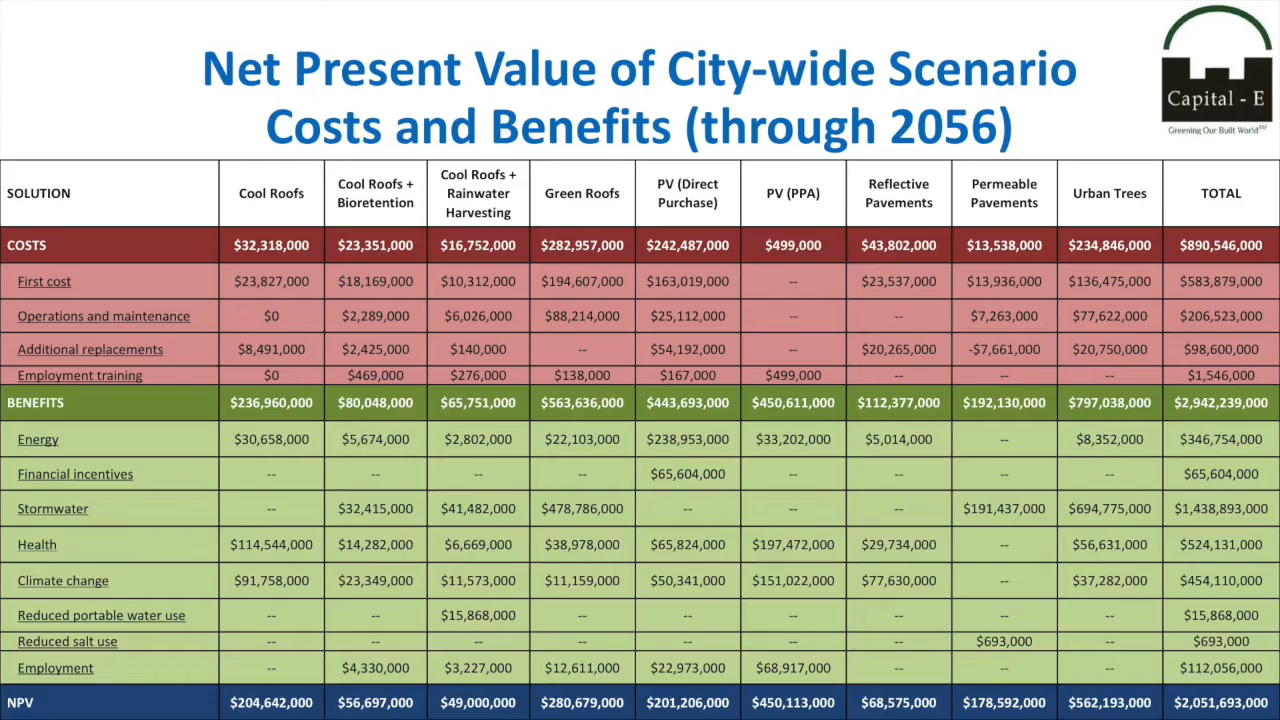 Net Present Value of City-wide Scenario
Costs and Benefits (through 2056)
Capital - E
Greening Our Built World℠
SOLUTION Cool Roofs Cool Roofs + Bioretention Cool Roofs + Rainwater Harvesting Green Roofs PV (Direct Purchase) PV (PPA) Reflective Pavements Permeable Pavements Urban Trees TOTAL
COSTS $32,318,000 $23,351,000 $16,752,000 $282,957,000 $242,487,000 $499,000 $43,802,000 $13,538,000 $234,846,000 $890,546,000
First cost $23,827,000 $18,169,000 $10,312,000 $194,607,000 $163,019,000 -- $23,537,000 $13,936,000 $136,475,000 $583,879,000
Operations and maintenance $0 $2,289,000 $6,026,000 $88,214,000 $25,112,000 -- -- $7,263,000 $77,622,000 $206,523,000
Additional replacements $8,491,000 $2,425,000 $140,000 -- $54,192,000 -- $20,265,000 -$7,661,000 $20,750,000 $98,600,000
Employment training $0 $469,000 $276,000 $138,000 $167,000 $499,000 -- -- -- $1,546,000
BENEFITS $236,960,000 $80,048,000 $65,751,000 $563,636,000 $443,693,000 $450,611,000 $112,377,000 $192,130,000 $797,038,000 $2,942,239,000
Energy $30,658,000 $5,674,000 $2,802,000 $22,103,000 $238,953,000 $33,202,000 $5,014,000 -- $8,352,000 $346,754,000
Financial incentives -- -- -- -- $65,604,000 -- -- -- -- $65,604,000
Stormwater -- $32,415,000 $41,482,000 $478,786,000 -- -- -- $191,437,000 $694,775,000 $1,438,893,000
Health $114,544,000 $14,282,000 $6,669,000 $38,978,000 $65,824,000 $197,472,000 $29,734,000 -- $56,631,000 $524,131,000
Climate change $91,758,000 $23,349,000 $11,573,000 $11,159,000 $50,341,000 $151,022,000 $77,630,000 -- $37,282,000 $454,110,000
Reduced portable water use -- -- $15,868,000 -- -- -- -- -- -- $15,868,000
Reduced salt use -- -- -- -- -- -- -- $693,000 -- $693,000
Employment -- $4,330,000 $3,227,000 $12,611,000 $22,973,000 $68,917,000 -- -- -- $112,056,000
NPV $204,642,000 $56,697,000 $49,000,000 $280,679,000 $201,206,000 $450,113,000 $68,575,000 $178,592,000 $562,193,000 $2,051,693,000